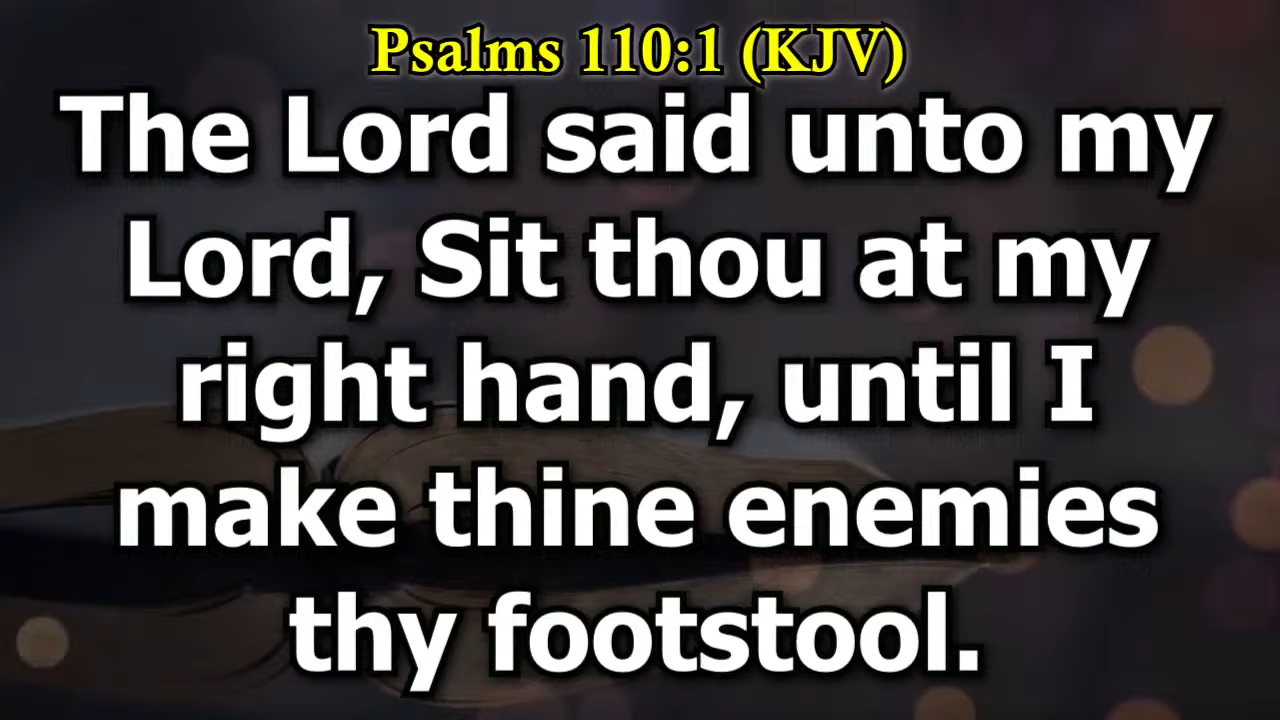 Psalms 110:1 (KJV)
The Lord said unto my
Lord, Sit thou at my
right hand, until I
make thine enemies
thy footstool.